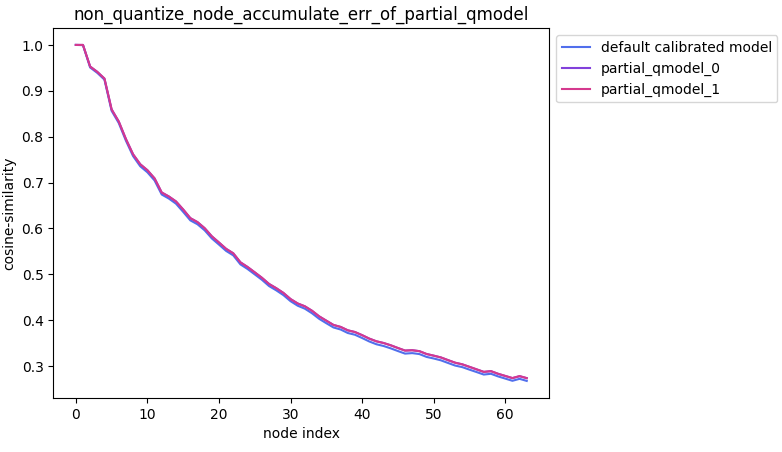 non_quantize_node_accumulate_err_of_partial_qmodel
default calibrated model
partial_qmodel_0
partial_qmodel_1
cosine-similarity
1.0
0.9
0.8
0.7
0.6
0.5
0.4
0.3
0 10 20 30 40 50 60
node index